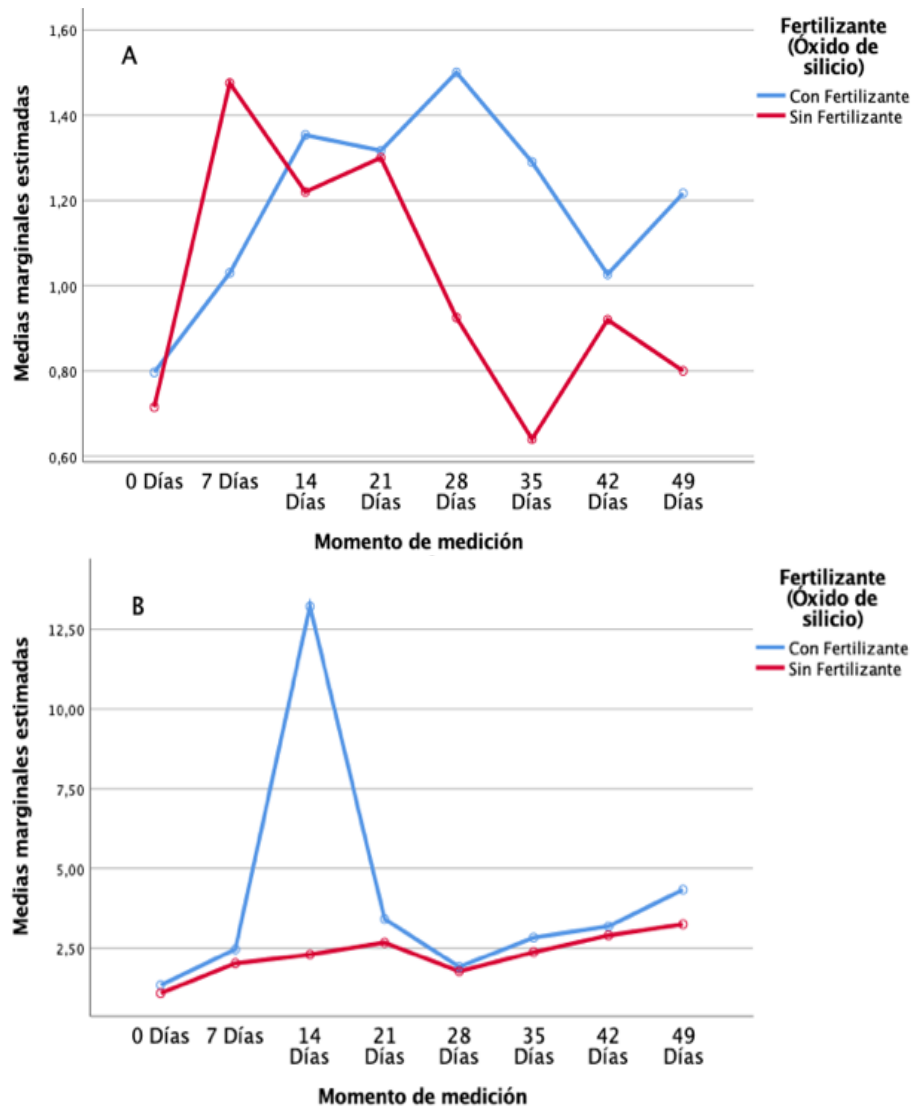 A
Fertilizante
(Óxido de
silicio)
Con Fertilizante
Sin Fertilizante
Medias marginales estimadas
1,60
1,40
1,20
1,00
0,80
0,60
0 Días
7 Días
14
Días
21
Días
28
Días
35
Días
42
Días
49
Días
Momento de medición
B
Fertilizante
(Óxido de
silicio)
Con Fertilizante
Sin Fertilizante
Medias marginales estimadas
12,50
10,00
7,50
5,00
2,50
0 Días
7 Días
14
Días
21
Días
28
Días
35
Días
42
Días
49
Días
Momento de medición